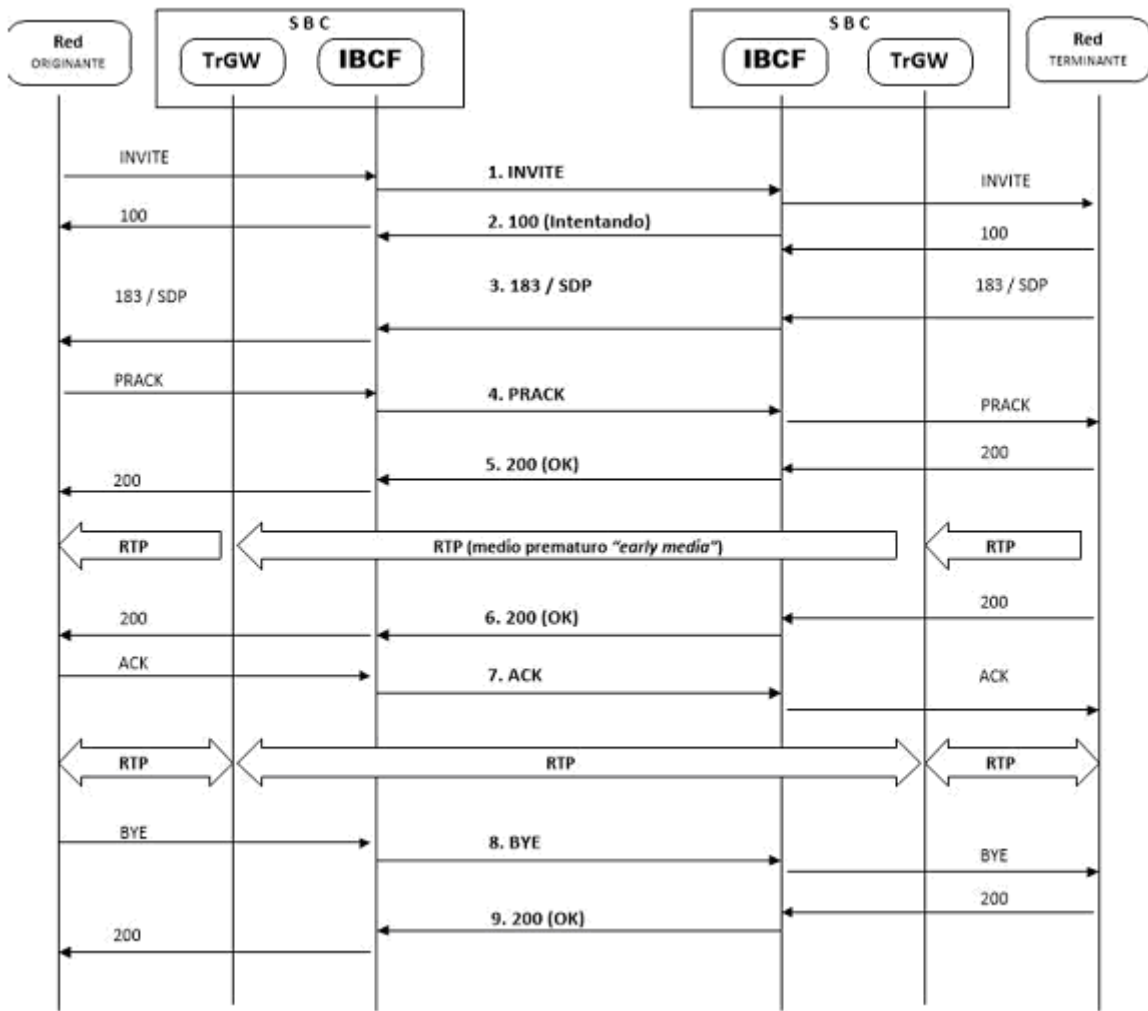 S B C
S B C
Red
ORIGINANTE
TrGW
IBCF
IBCF
TrGW
Red
TERMINANTE
INVITE
1. INVITE
INVITE
100
2. 100 (Intentando)
100
183 / SDP
3. 183 / SDP
183 / SDP
PRACK
4. PRACK
PRACK
200
5. 200 (OK)
200
RTP
RTP (medio prematuro “early media”)
RTP
200
6. 200 (OK)
200
ACK
7. ACK
ACK
RTP
RTP
RTP
BYE
8. BYE
BYE
200
9. 200 (OK)
200